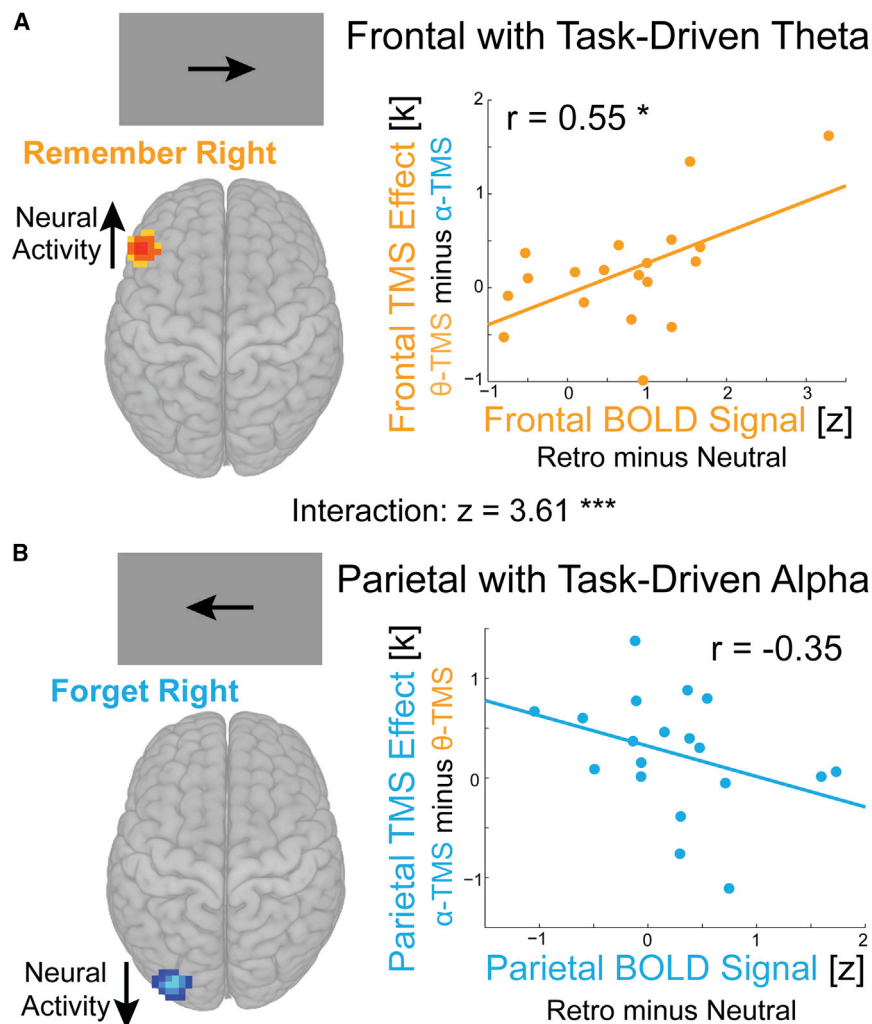 A
Frontal with Task-Driven Theta
Remember Right
Neural
Activity
Frontal TMS Effect [k]
θ-TMS minus α-TMS
r = 0.55 *
2
1
0
−1
−1
0
1
2
3
Frontal BOLD Signal [z]
Retro minus Neutral
Interaction: z = 3.61 ***
B
Parietal with Task-Driven Alpha
Forget Right
Neural
Activity
Parietal TMS Effect [k]
α-TMS minus θ-TMS
r = -0.35
1
0
−1
−1
0
1
2
Parietal BOLD Signal [z]
Retro minus Neutral